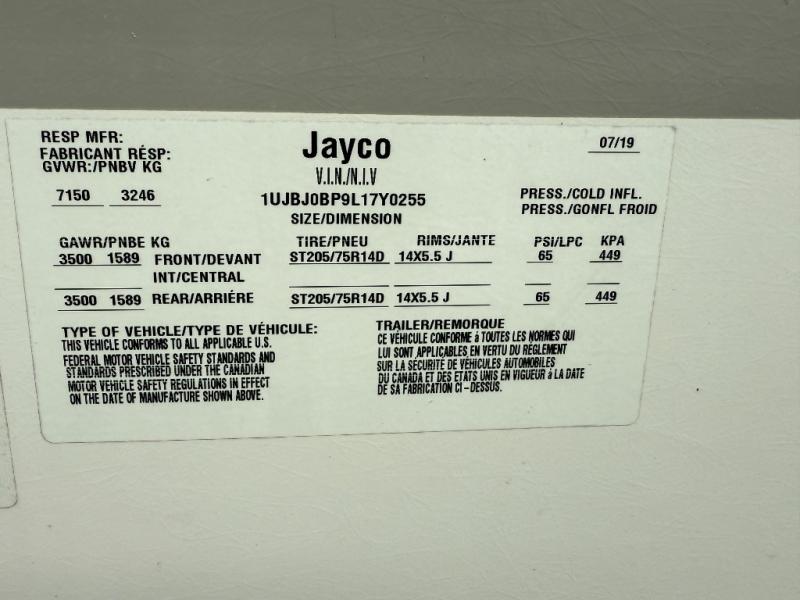 RESP MFR:
FABRICANT RÉSP:
GVWR:/PNBV KG
7150 3246
Jayco
07/19
V.I.N./N.I.V
1UJBJ0BP9L17Y0255
SIZE/DIMENSION
PRESS./COLD INFL.
PRESS./GONFL FROID
GAWR/PNBE KG TIRE/PNEU RIMS/JANTE PSI/LPC KPA
3500 1589 FRONT/DEVANT ST205/75R14D 14X5.5 J 65 449
INT/CENTRAL
3500 1589 REAR/ARRIÉRE ST205/75R14D 14X5.5 J 65 449
TYPE OF VEHICLE/TYPE DE VÉHICULE: TRAILER/REMORQUE
THIS VEHICLE CONFORMS TO ALL APPLICABLE U.S.
FEDERAL MOTOR VEHICLE SAFETY STANDARDS AND
STANDARDS PRESCRIBED UNDER THE CANADIAN
MOTOR VEHICLE SAFETY REGULATIONS IN EFFECT
ON THE DATE OF MANUFACTURE SHOWN ABOVE.
CE VÉHICULE CONFORME à TOUTES LES NORMES QUI
LUI SONT APPLICABLES EN VERTU DU RÈGLEMENT
SUR LA SÈCURITÈ DE VÉHICULES AUTOMOBILES
DU CANADA ET DES ETATS UNIS EN VIGUEUR à LA DATE
DE SA FABRICATION CI-DESSUS.